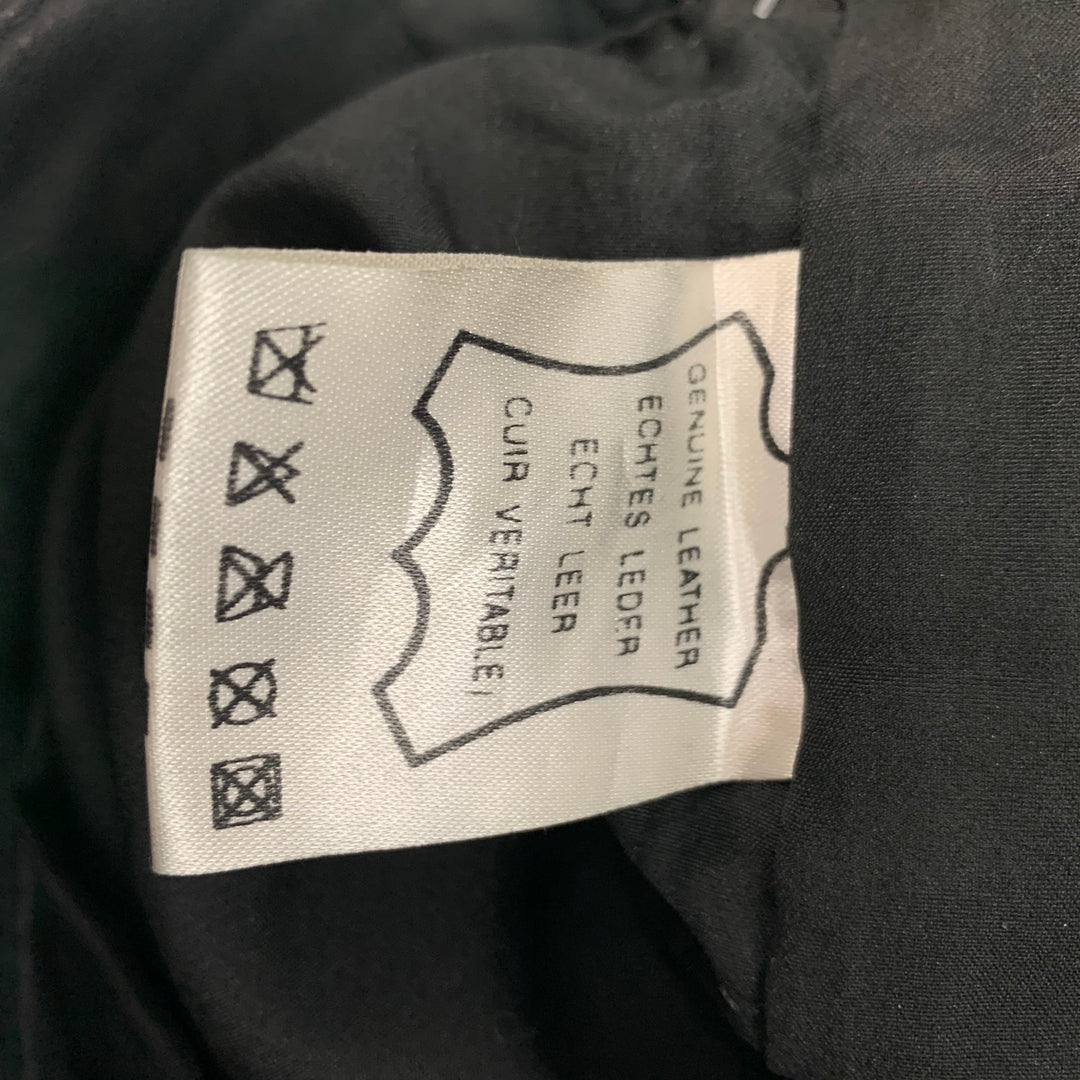 GENUINE LEATHER
ECHTES LEDER
ECHT LEER
CUIR VERITABLE